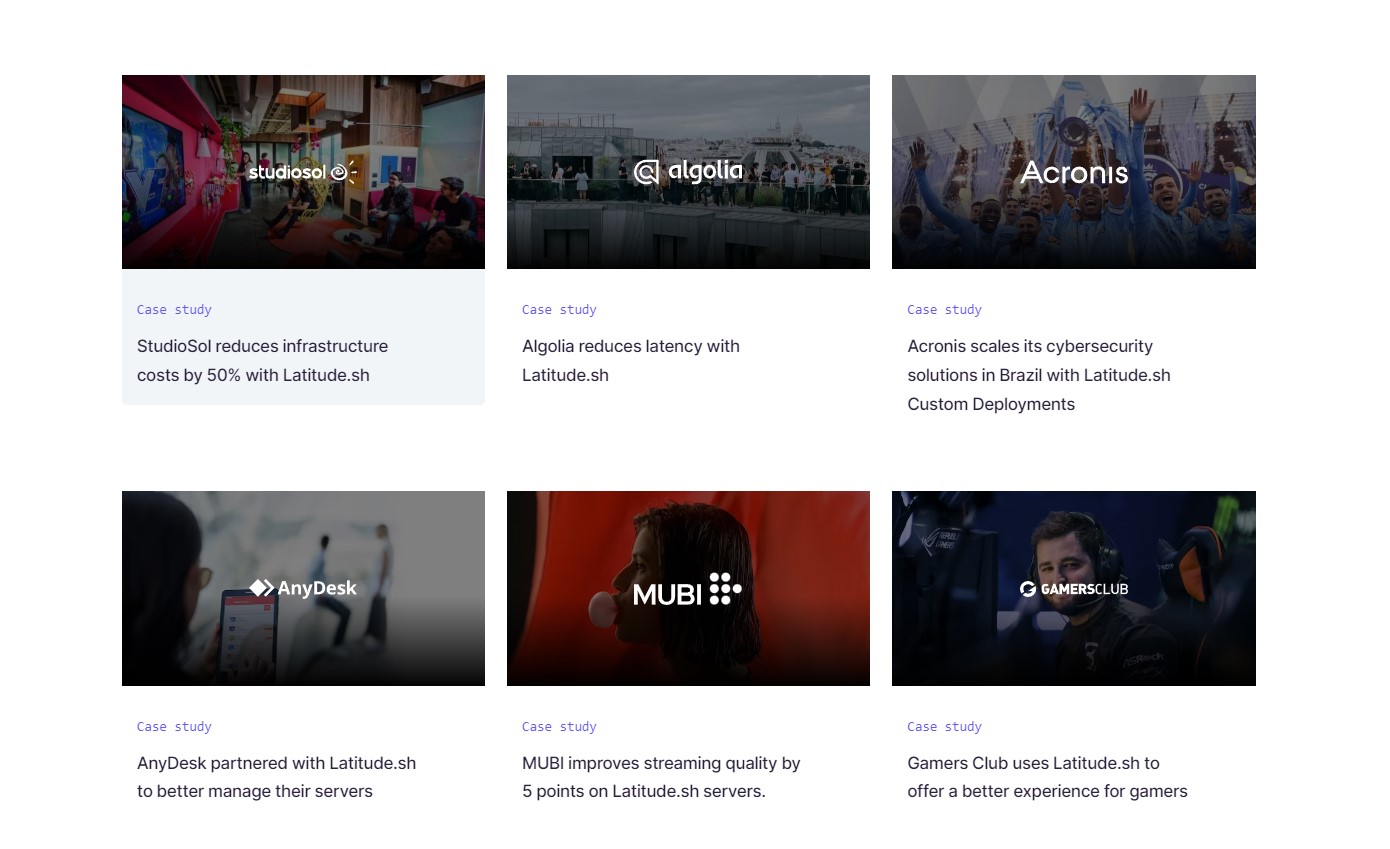 studiosol
algolia
Acronis
Case study
StudioSol reduces infrastructure
costs by 50% with Latitude.sh
Case study
Algolia reduces latency with
Latitude.sh
Case study
Acronis scales its cybersecurity
solutions in Brazil with Latitude.sh
Custom Deployments
AnyDesk
MUBI
GAMERSCLUB
Case study
AnyDesk partnered with Latitude.sh
to better manage their servers
Case study
MUBI improves streaming quality by
5 points on Latitude.sh servers.
Case study
Gamers Club uses Latitude.sh to
offer a better experience for gamers